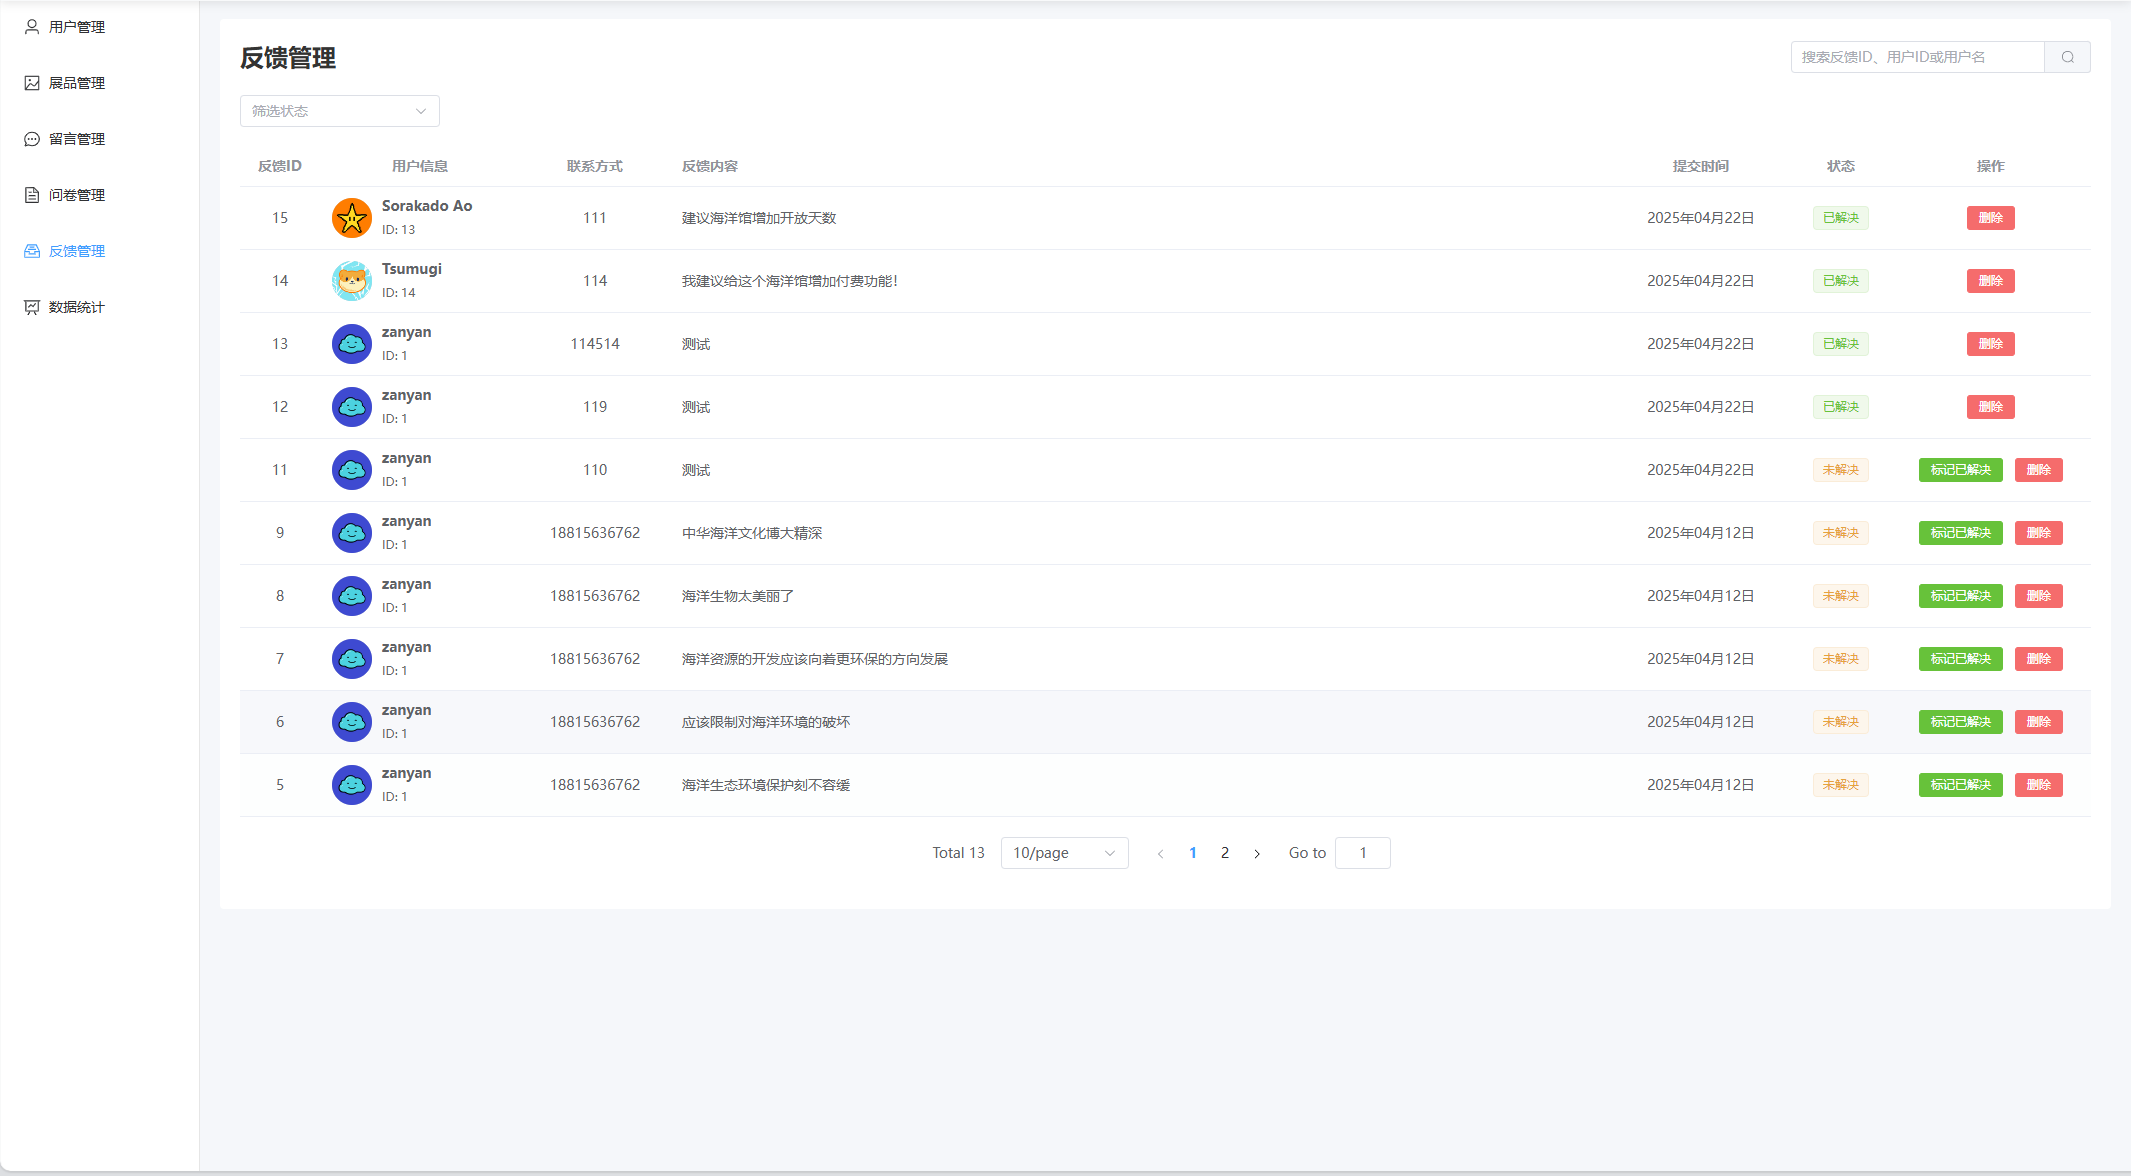 用户管理
展品管理
留言管理
问卷管理
反馈管理
数据统计
反馈管理
搜索反馈ID、用户ID或用户名
筛选状态
反馈ID 用户信息 联系方式 反馈内容 提交时间 状态 操作
15 Sorakado Ao ID: 13 111 建议海洋馆增加开放天数 2025年04月22日 已解决 删除
14 Tsumugi ID: 14 114 我建议给这个海洋馆增加付费功能！ 2025年04月22日 已解决 删除
13 zanyan ID: 1 114514 测试 2025年04月22日 已解决 删除
12 zanyan ID: 1 119 测试 2025年04月22日 已解决 删除
11 zanyan ID: 1 110 测试 2025年04月22日 未解决 标记已解决 删除
9 zanyan ID: 1 18815636762 中华海洋文化博大精深 2025年04月12日 未解决 标记已解决 删除
8 zanyan ID: 1 18815636762 海洋生物太美丽了 2025年04月12日 未解决 标记已解决 删除
7 zanyan ID: 1 18815636762 海洋资源的开发应该向着更环保的方向发展 2025年04月12日 未解决 标记已解决 删除
6 zanyan ID: 1 18815636762 应该限制对海洋环境的破坏 2025年04月12日 未解决 标记已解决 删除
5 zanyan ID: 1 18815636762 海洋生态环境保护刻不容缓 2025年04月12日 未解决 标记已解决 删除
Total 13 10/page 1 2 Go to 1